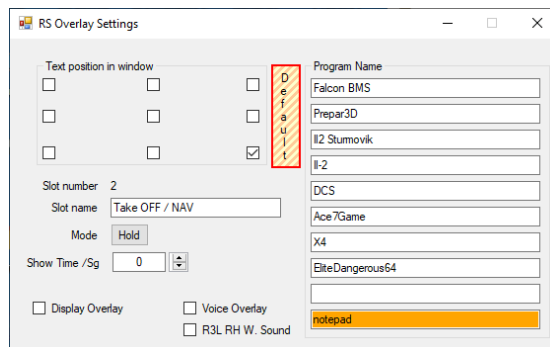 RS Overlay Settings
Text position in window
Default
Slot number 2
Slot name Take OFF / NAV
Mode Hold
Show Time /Sg 0
Display Overlay
Voice Overlay
R3L RH W. Sound
Program Name
Falcon BMS
Prepar3D
Il2 Sturmovik
Il-2
DCS
Ace7Game
X4
EliteDangerous64
notepad